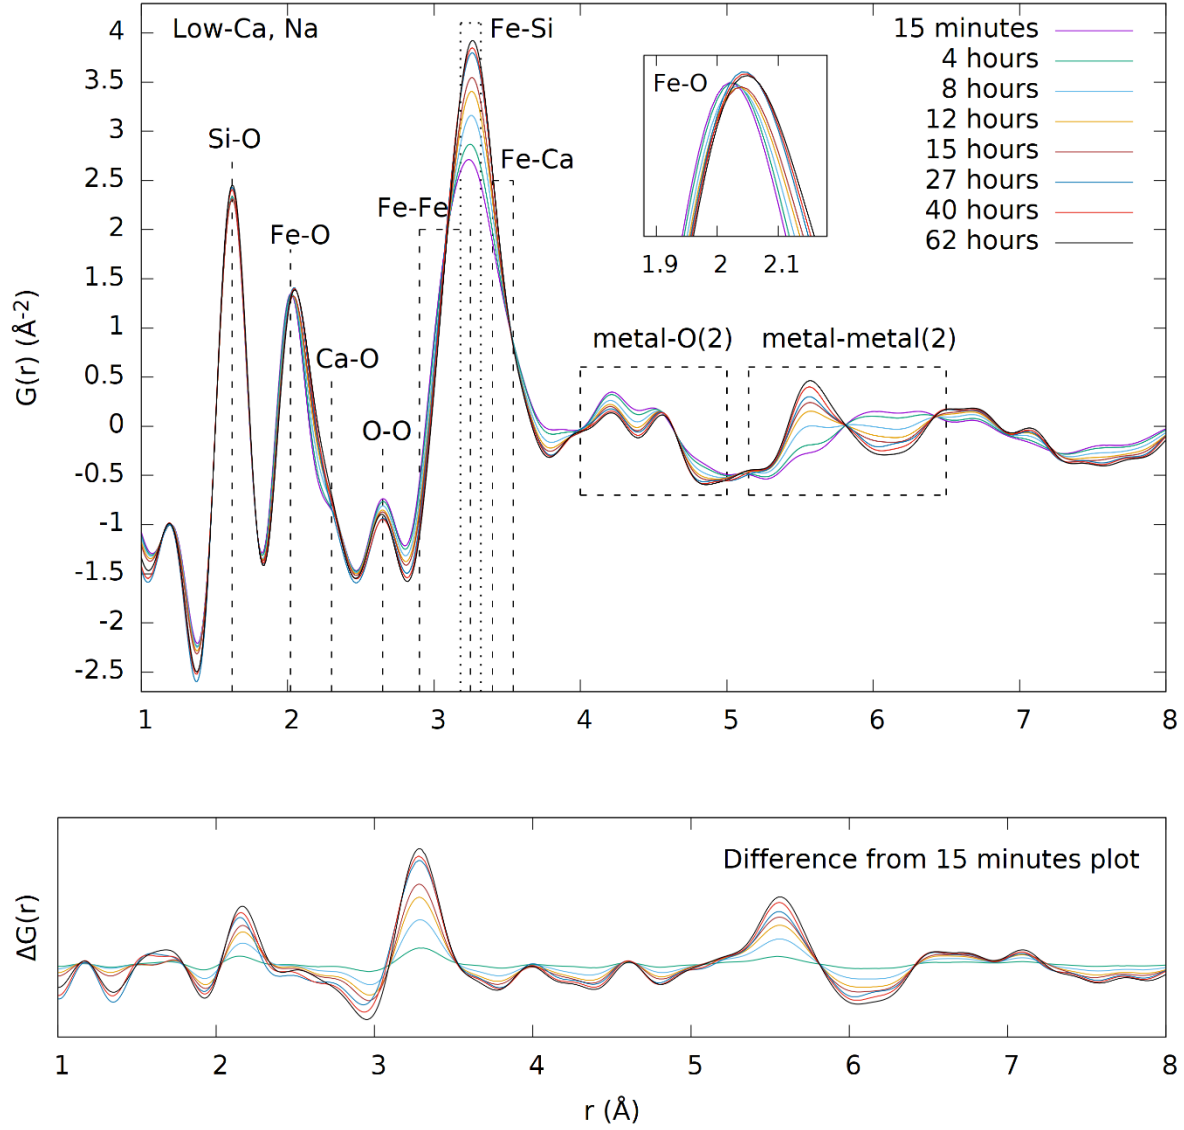 Low-Ca, Na
Fe-Si
15 minutes
4 hours
8 hours
12 hours
15 hours
27 hours
40 hours
62 hours
Fe-O
1.9 2 2.1
Si-O
Fe-O
Ca-O
O-O
Fe-Fe
Fe-Ca
metal-O(2)
metal-metal(2)
G(r) (Å⁻²)
4
3.5
3
2.5
2
1.5
1
0.5
0
-0.5
-1
-1.5
-2
-2.5
1 2 3 4 5 6 7 8
Difference from 15 minutes plot
ΔG(r)
1 2 3 4 5 6 7 8
r (Å)